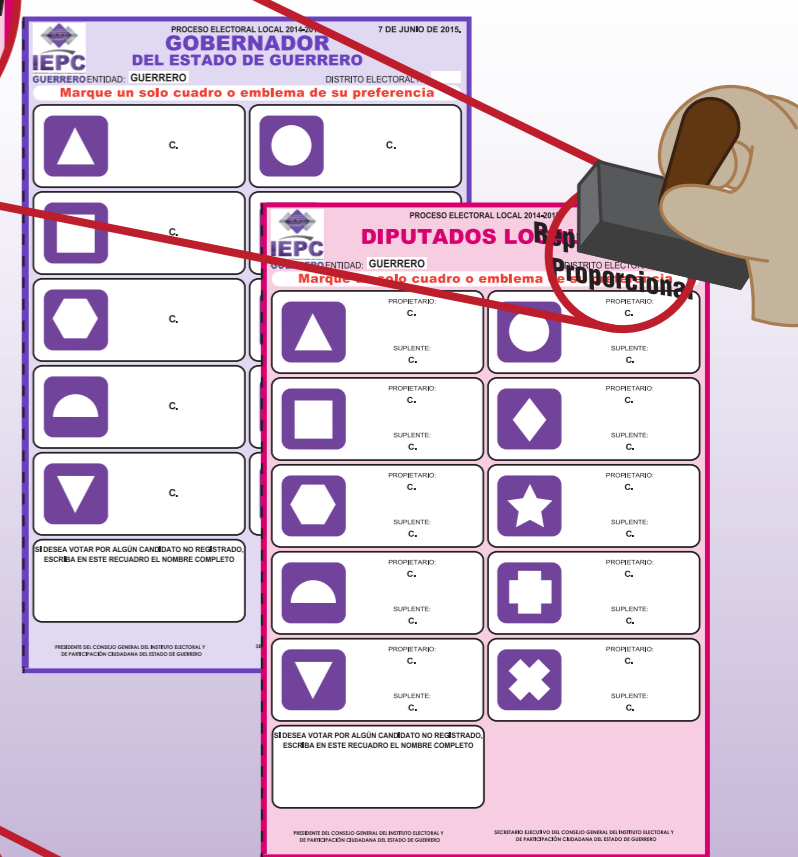 PROCESO ELECTORAL LOCAL 2014-201
7 DE JUNIO DE 2015.
GOBERNADOR
DEL ESTADO DE GUERRERO
IEPC
GUERRERO
ENTIDAD: GUERRERO
DISTRITO ELECTORAL:
Marque un solo cuadro o emblema de su preferencia
C.
C.
C.
C.
C.
C.
SI DESEA VOTAR POR ALGÚN CANDIDATO NO REGISTRADO,
ESCRIBA EN ESTE RECUADRO EL NOMBRE COMPLETO
PRESIDENTE DEL CONSEJO GENERAL DEL INSTITUTO ELECTORAL Y
DE PARTICIPACIÓN CIUDADANA DEL ESTADO DE GUERRERO
PROCESO ELECTORAL LOCAL 2014-201
DIPUTADOS LO
IEPC
ENTIDAD: GUERRERO
DISTRITO ELECTO
Marque un solo cuadro o emblema de su preferencia
Rep
Proporcional
PROPIETARIO:
C.
SUPLENTE:
C.
PROPIETARIO:
C.
SUPLENTE:
C.
PROPIETARIO:
C.
SUPLENTE:
C.
PROPIETARIO:
C.
SUPLENTE:
C.
PROPIETARIO:
C.
SUPLENTE:
C.
PROPIETARIO:
C.
SUPLENTE:
C.
PROPIETARIO:
C.
SUPLENTE:
C.
PROPIETARIO:
C.
SUPLENTE:
C.
PROPIETARIO:
C.
SUPLENTE:
C.
PROPIETARIO:
C.
SUPLENTE:
C.
SI DESEA VOTAR POR ALGÚN CANDIDATO NO REGISTRADO,
ESCRIBA EN ESTE RECUADRO EL NOMBRE COMPLETO
PRESIDENTE DEL CONSEJO GENERAL DEL INSTITUTO ELECTORAL Y
DE PARTICIPACIÓN CIUDADANA DEL ESTADO DE GUERRERO
SECRETARIO EJECUTIVO DEL CONSEJO GENERAL DEL INSTITUTO ELECTORAL Y
DE PARTICIPACIÓN CIUDADANA DEL ESTADO DE GUERRERO